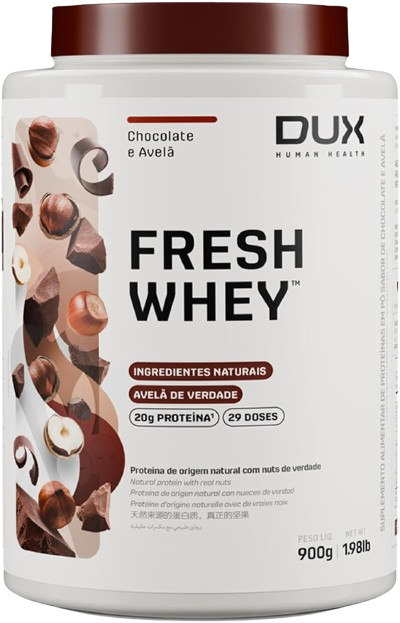 Chocolate
e Avelã
DUX
HUMAN HEALTH
FRESH
WHEY™
INGREDIENTES NATURAIS
AVELÃ DE VERDADE
20g PROTEÍNA¹
29 DOSES
Proteína de origem natural com nuts de verdade
Natural protein with real nuts
Proteína de origen natural con nueces de verdad
Protéine d'origine naturelle avec de vraies noix
天然来源的蛋白质，真正的坚果
PESO LÍQ.
900g
NET WT
1.98lb
SUPLEMENTO ALIMENTAR DE PROTEÍNAS EM PÓ SABOR DE CHOCOLATE E AVELÃ